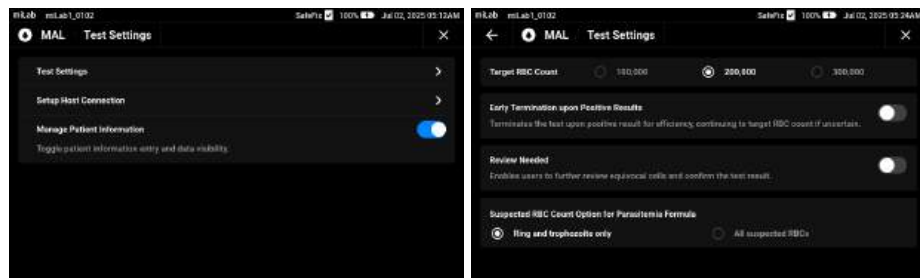 miLab miLab1_0102 SafeFix 100% Jul 02, 2025 05:12AM
MAL Test Settings
Test Settings
Setup Host Connection
Manage Patient Information
Toggle patient information entry and data visibility.
miLab miLab1_0102 SafeFix 100% Jul 02, 2025 05:24AM
MAL Test Settings
Target RBC Count 100,000 200,000 300,000
Early Termination upon Positive Results
Terminates the test upon positive result for efficiency, continuing to target RBC count if uncertain.
Review Needed
Enables users to further review equivocal cells and confirm the test result.
Suspected RBC Count Option for Parasitemia Formula
Ring and trophozoite only All suspected RBCs